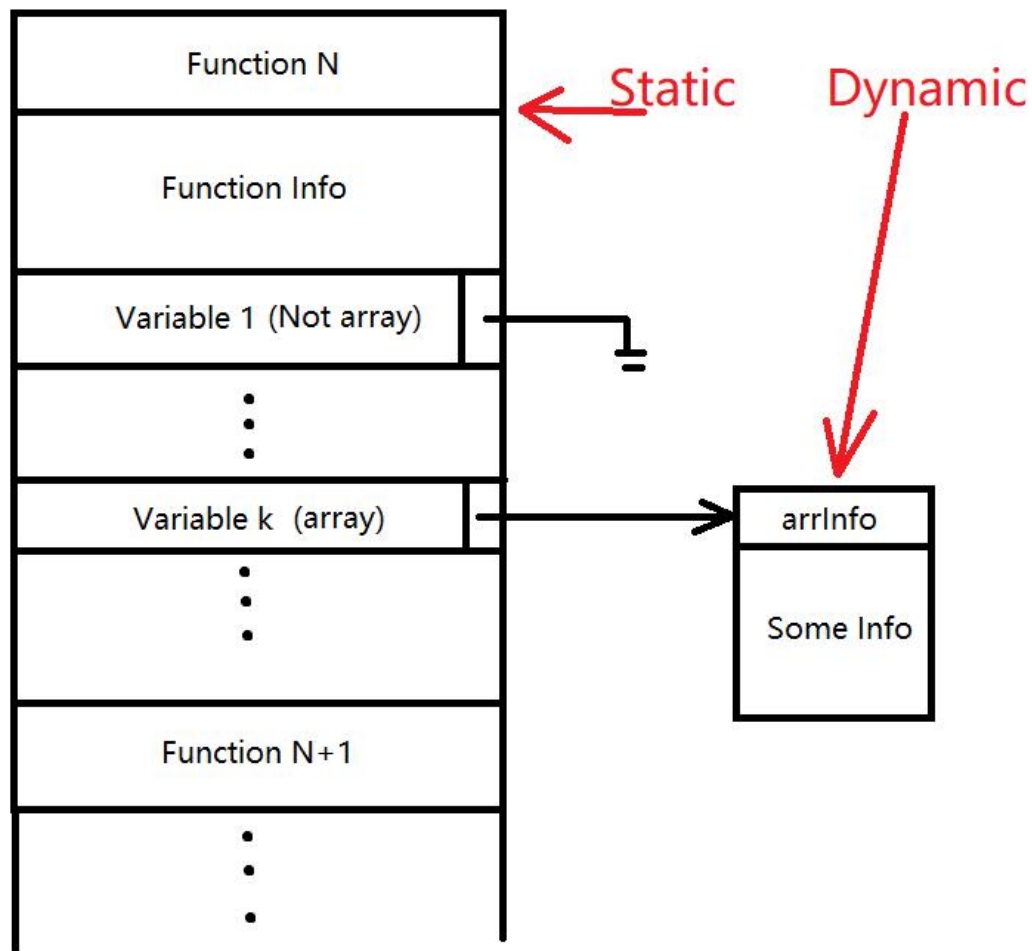 Function N
Static
Dynamic
Function Info
Variable 1 (Not array)
Variable k (array)
arrInfo
Some Info
Function N+1